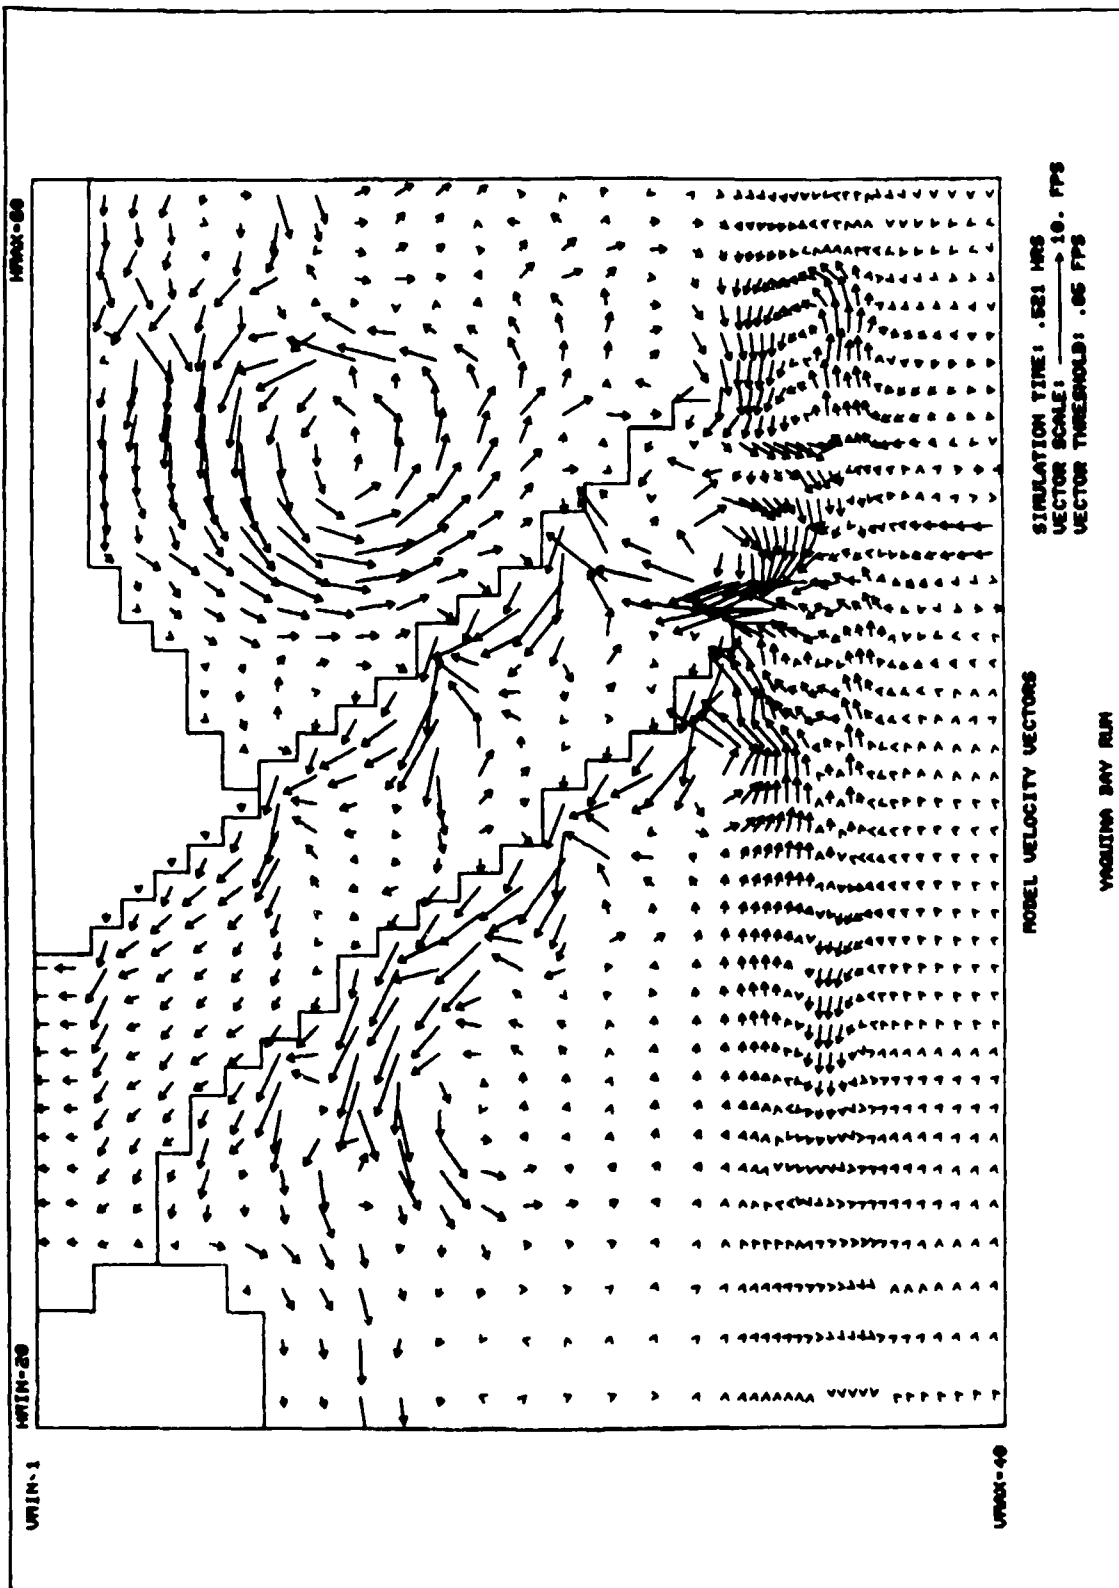 HMIN=20
HMAX=60
VMIN=1
VMAX=40
SIMULATION TIME: .521 HRS
VECTOR SCALE: 10. FPS
VECTOR THRESHOLD: .05 FPS
MODEL VELOCITY VECTORS
YAQUINA BAY RUN